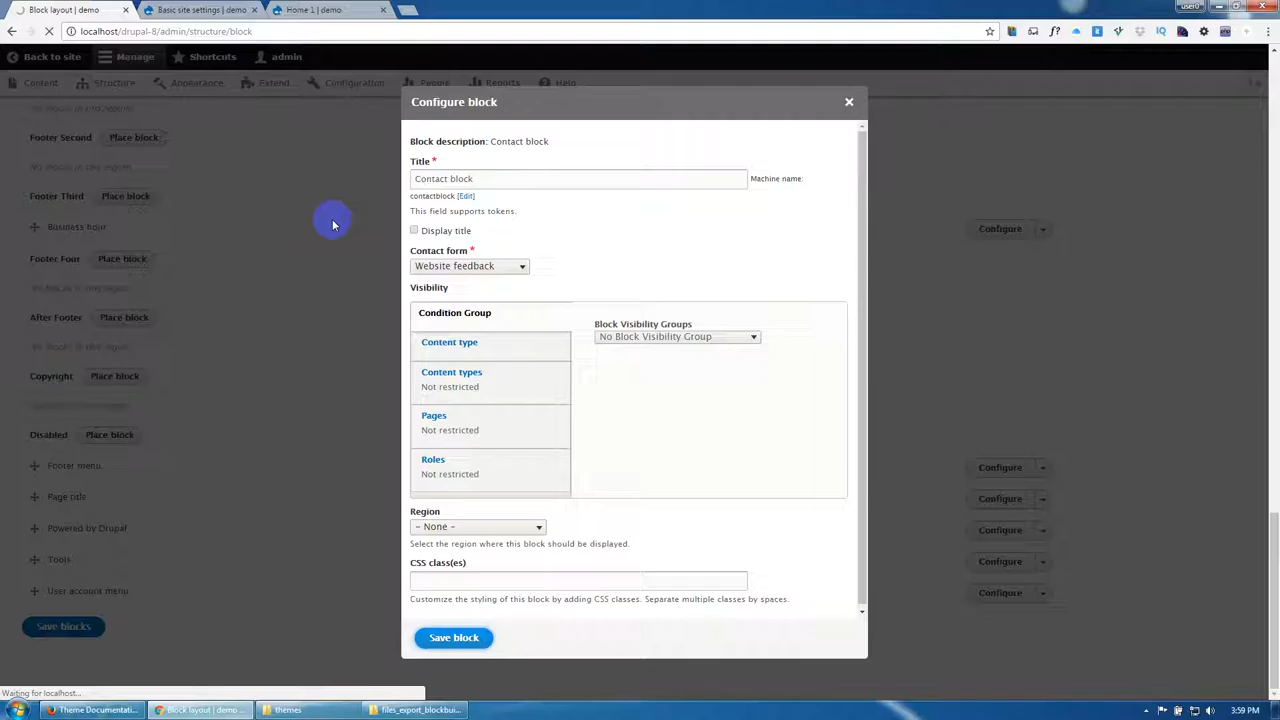 Block layout | demo
Basic site settings | demo
Home 1 | demo
user0
localhost/drupal-8/admin/structure/block
Back to site
Manage
Shortcuts
admin
Content
Structure
Appearance
Extend
Configuration
People
Reports
Help
Configure block
Block description: Contact block
Title *
Contact block
Machine name:
contactblock [Edit]
This field supports tokens.
Display title
Contact form *
Website feedback
Visibility
Condition Group
Block Visibility Groups
No Block Visibility Group
Content type
Content types
Not restricted
Pages
Not restricted
Roles
Not restricted
Region
- None -
Select the region where this block should be displayed.
CSS class(es)
Customize the styling of this block by adding CSS classes. Separate multiple classes by spaces.
Save block
Footer Second
Place block
Footer Third
Place block
Business hour
Configure
Footer Four
Place block
After Footer
Place block
Copyright
Place block
Disabled
Place block
Footer menu
Configure
Page title
Configure
Powered by Drupal
Configure
Tools
Configure
User account menu
Configure
Save blocks
Waiting for localhost...
Theme Documentati...
Block layout | demo ...
themes
files_export_blockbui...
3:59 PM